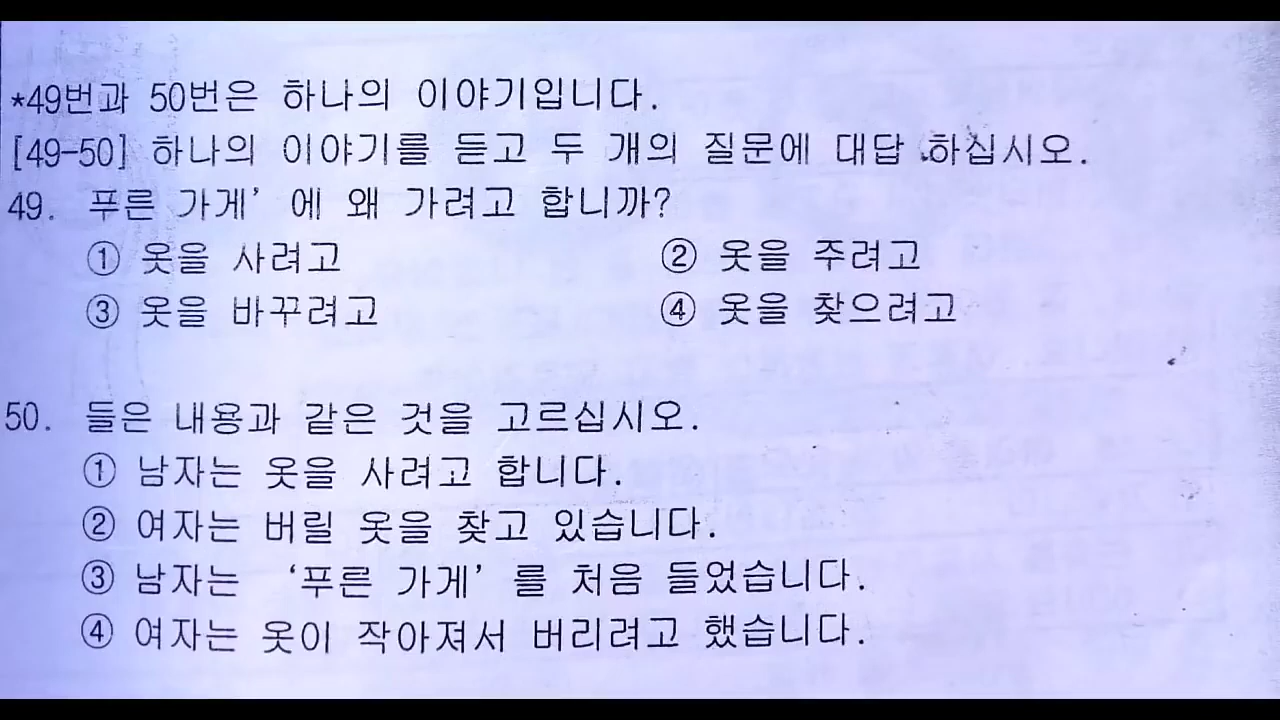 *49번과 50번은 하나의 이야기입니다.
[49-50] 하나의 이야기를 듣고 두 개의 질문에 대답 하십시오.
49. 푸른 가게’ 에 왜 가려고 합니까?
① 옷을 사려고 ② 옷을 주려고
③ 옷을 바꾸려고 ④ 옷을 찾으려고
50. 들은 내용과 같은 것을 고르십시오.
① 남자는 옷을 사려고 합니다.
② 여자는 버릴 옷을 찾고 있습니다.
③ 남자는 ‘푸른 가게’ 를 처음 들었습니다.
④ 여자는 옷이 작아져서 버리려고 했습니다.